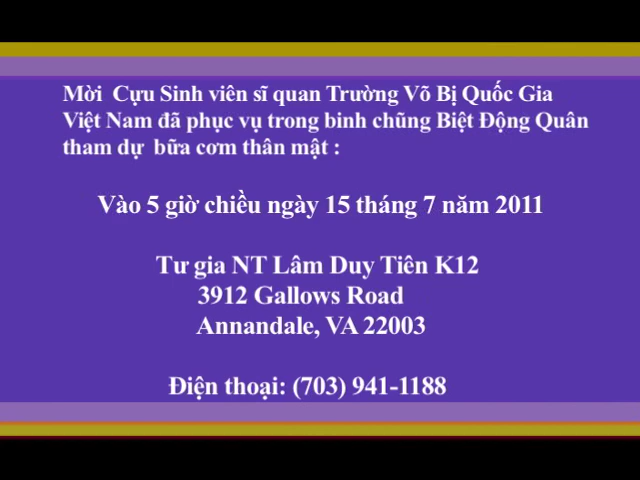 Mời Cựu Sinh viên sĩ quan Trường Võ Bị Quốc Gia
Việt Nam đã phục vụ trong binh chũng Biệt Động Quân
tham dự bữa cơm thân mật :
Vào 5 giờ chiều ngày 15 tháng 7 năm 2011
Tư gia NT Lâm Duy Tiên K12
3912 Gallows Road
Annandale, VA 22003
Điện thoại: (703) 941-1188